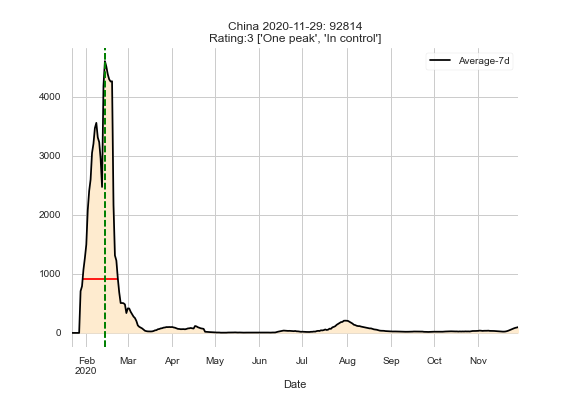 China 2020-11-29: 92814
Rating:3 ['One peak', 'In control']
Average-7d
4000
3000
2000
1000
0
Feb Mar Apr May Jun Jul Aug Sep Oct Nov
2020
Date